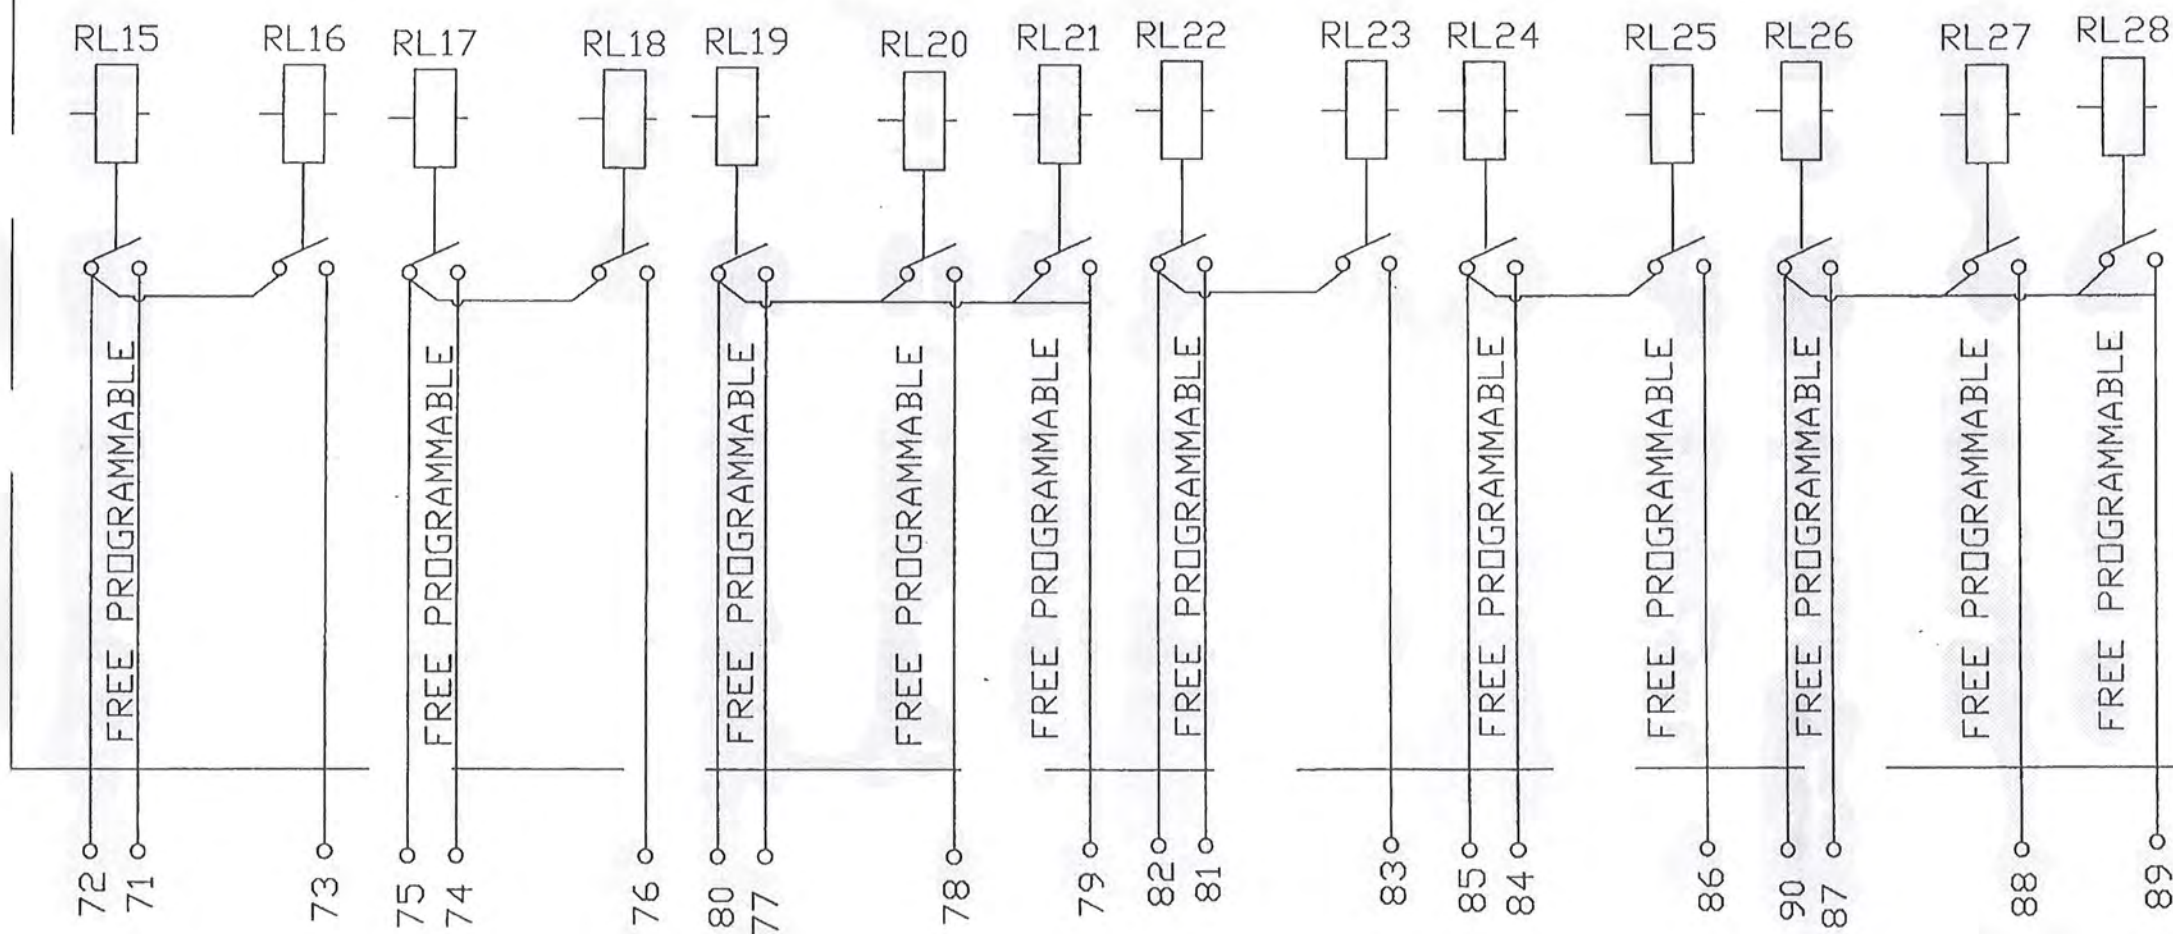 RL15
RL16
RL17
RL18
RL19
RL20
RL21
RL22
RL23
RL24
RL25
RL26
RL27
RL28
FREE PROGRAMMABLE
FREE PROGRAMMABLE
FREE PROGRAMMABLE
FREE PROGRAMMABLE
FREE PROGRAMMABLE
FREE PROGRAMMABLE
FREE PROGRAMMABLE
FREE PROGRAMMABLE
FREE PROGRAMMABLE
FREE PROGRAMMABLE
FREE PROGRAMMABLE
72
71
73
75
74
76
80
77
78
79
82
81
83
85
84
86
90
87
88
89